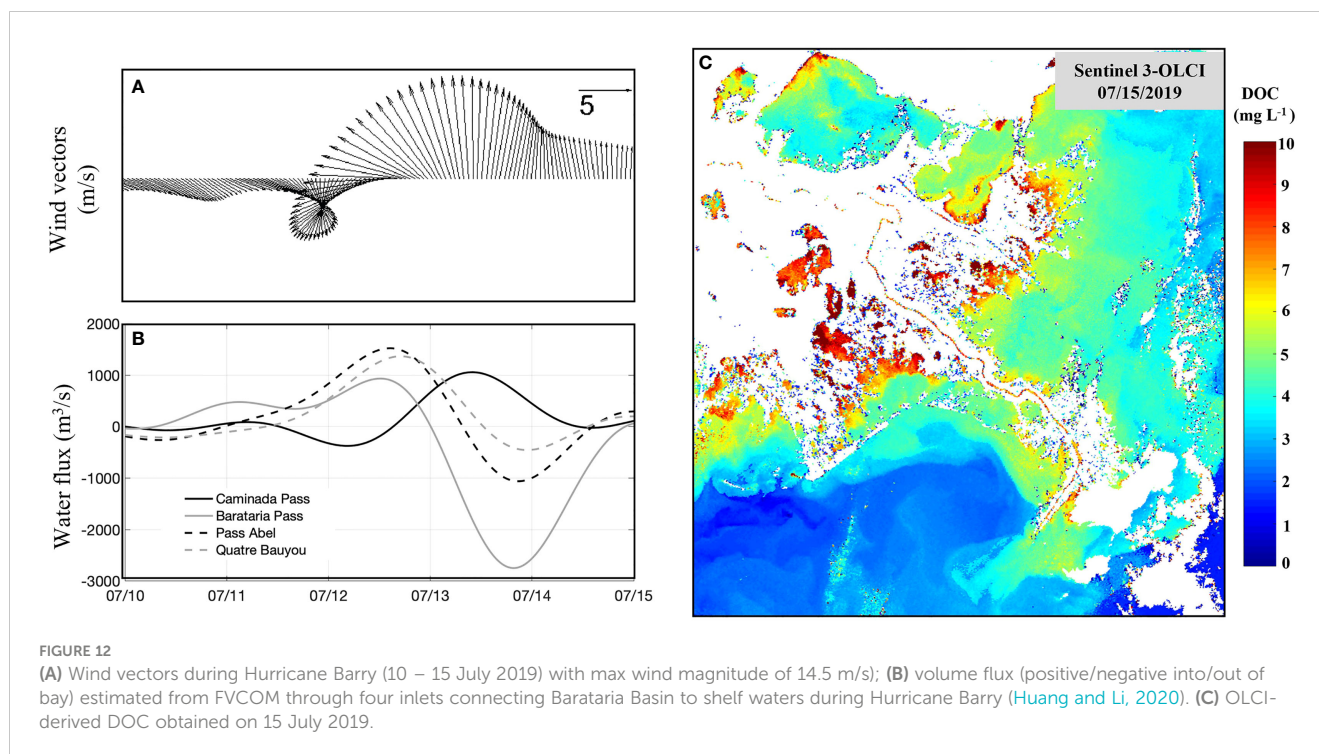 A
5
Wind vectors
(m/s)
B
2000
1000
0
-1000
-2000
-3000
Water flux (m³/s)
Caminada Pass
Barataria Pass
Pass Abel
Quatre Bauyou
07/10 07/11 07/12 07/13 07/14 07/15
C
Sentinel 3-OLCI
07/15/2019
DOC
(mg L⁻¹)
10
9
8
7
6
5
4
3
2
1
0
FIGURE 12
(A) Wind vectors during Hurricane Barry (10 – 15 July 2019) with max wind magnitude of 14.5 m/s); (B) volume flux (positive/negative into/out of
bay) estimated from FVCOM through four inlets connecting Barataria Basin to shelf waters during Hurricane Barry (Huang and Li, 2020). (C) OLCI-
derived DOC obtained on 15 July 2019.